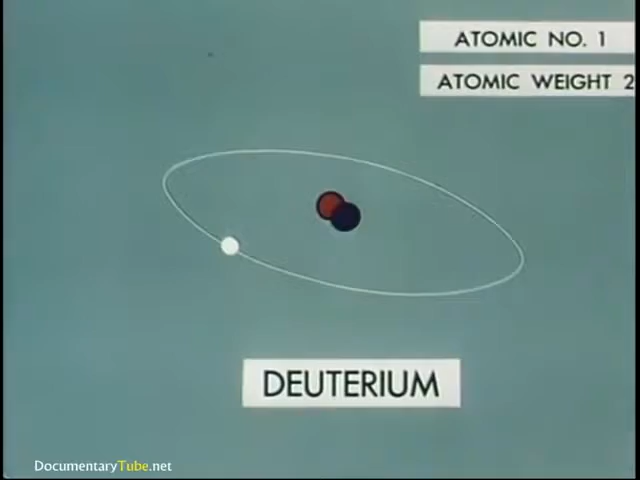 ATOMIC NO. 1
ATOMIC WEIGHT 2
DEUTERIUM
DocumentaryTube.net